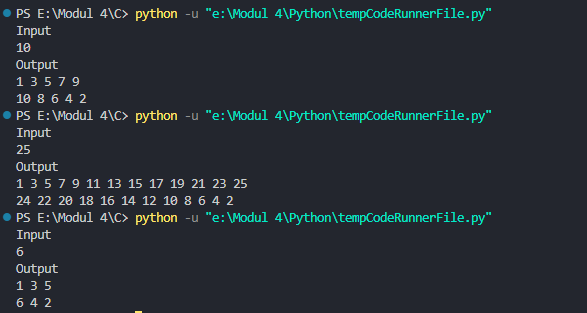 PS E:\Modul 4\C> python -u "e:\Modul 4\Python\tempCodeRunnerFile.py"
Input
10
Output
1 3 5 7 9
10 8 6 4 2
PS E:\Modul 4\C> python -u "e:\Modul 4\Python\tempCodeRunnerFile.py"
Input
25
Output
1 3 5 7 9 11 13 15 17 19 21 23 25
24 22 20 18 16 14 12 10 8 6 4 2
PS E:\Modul 4\C> python -u "e:\Modul 4\Python\tempCodeRunnerFile.py"
Input
6
Output
1 3 5
6 4 2